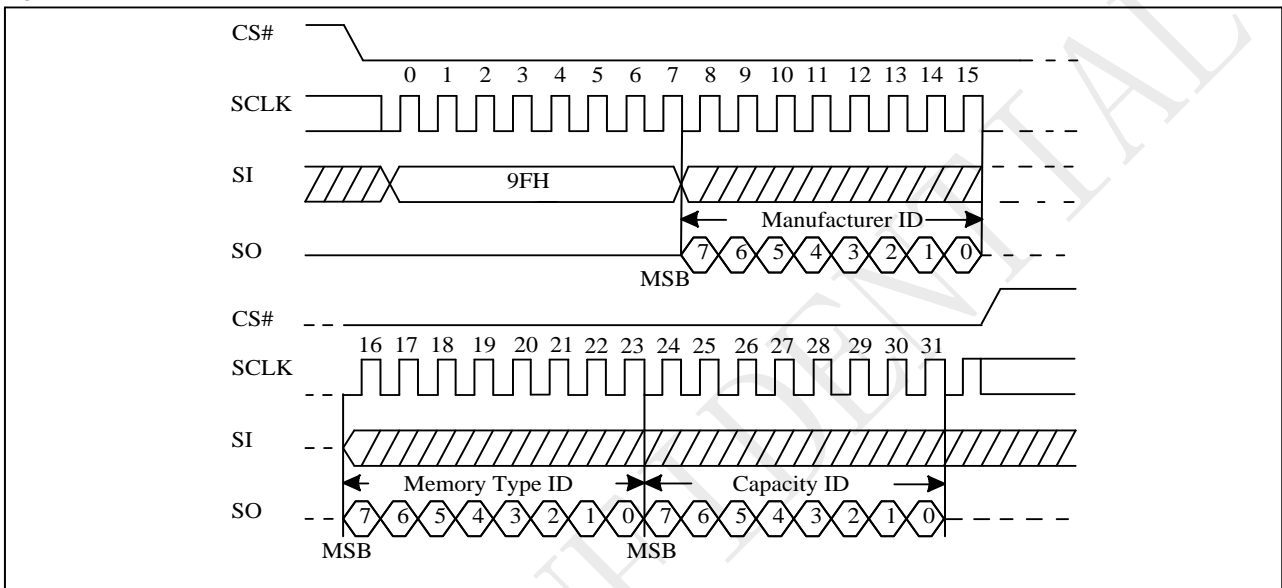 CS#
0 1 2 3 4 5 6 7 8 9 10 11 12 13 14 15
SCLK
SI
9FH
Manufacturer ID
SO
7 6 5 4 3 2 1 0
MSB
CS#
16 17 18 19 20 21 22 23 24 25 26 27 28 29 30 31
SCLK
SI
Memory Type ID Capacity ID
SO
7 6 5 4 3 2 1 0 7 6 5 4 3 2 1 0
MSB MSB